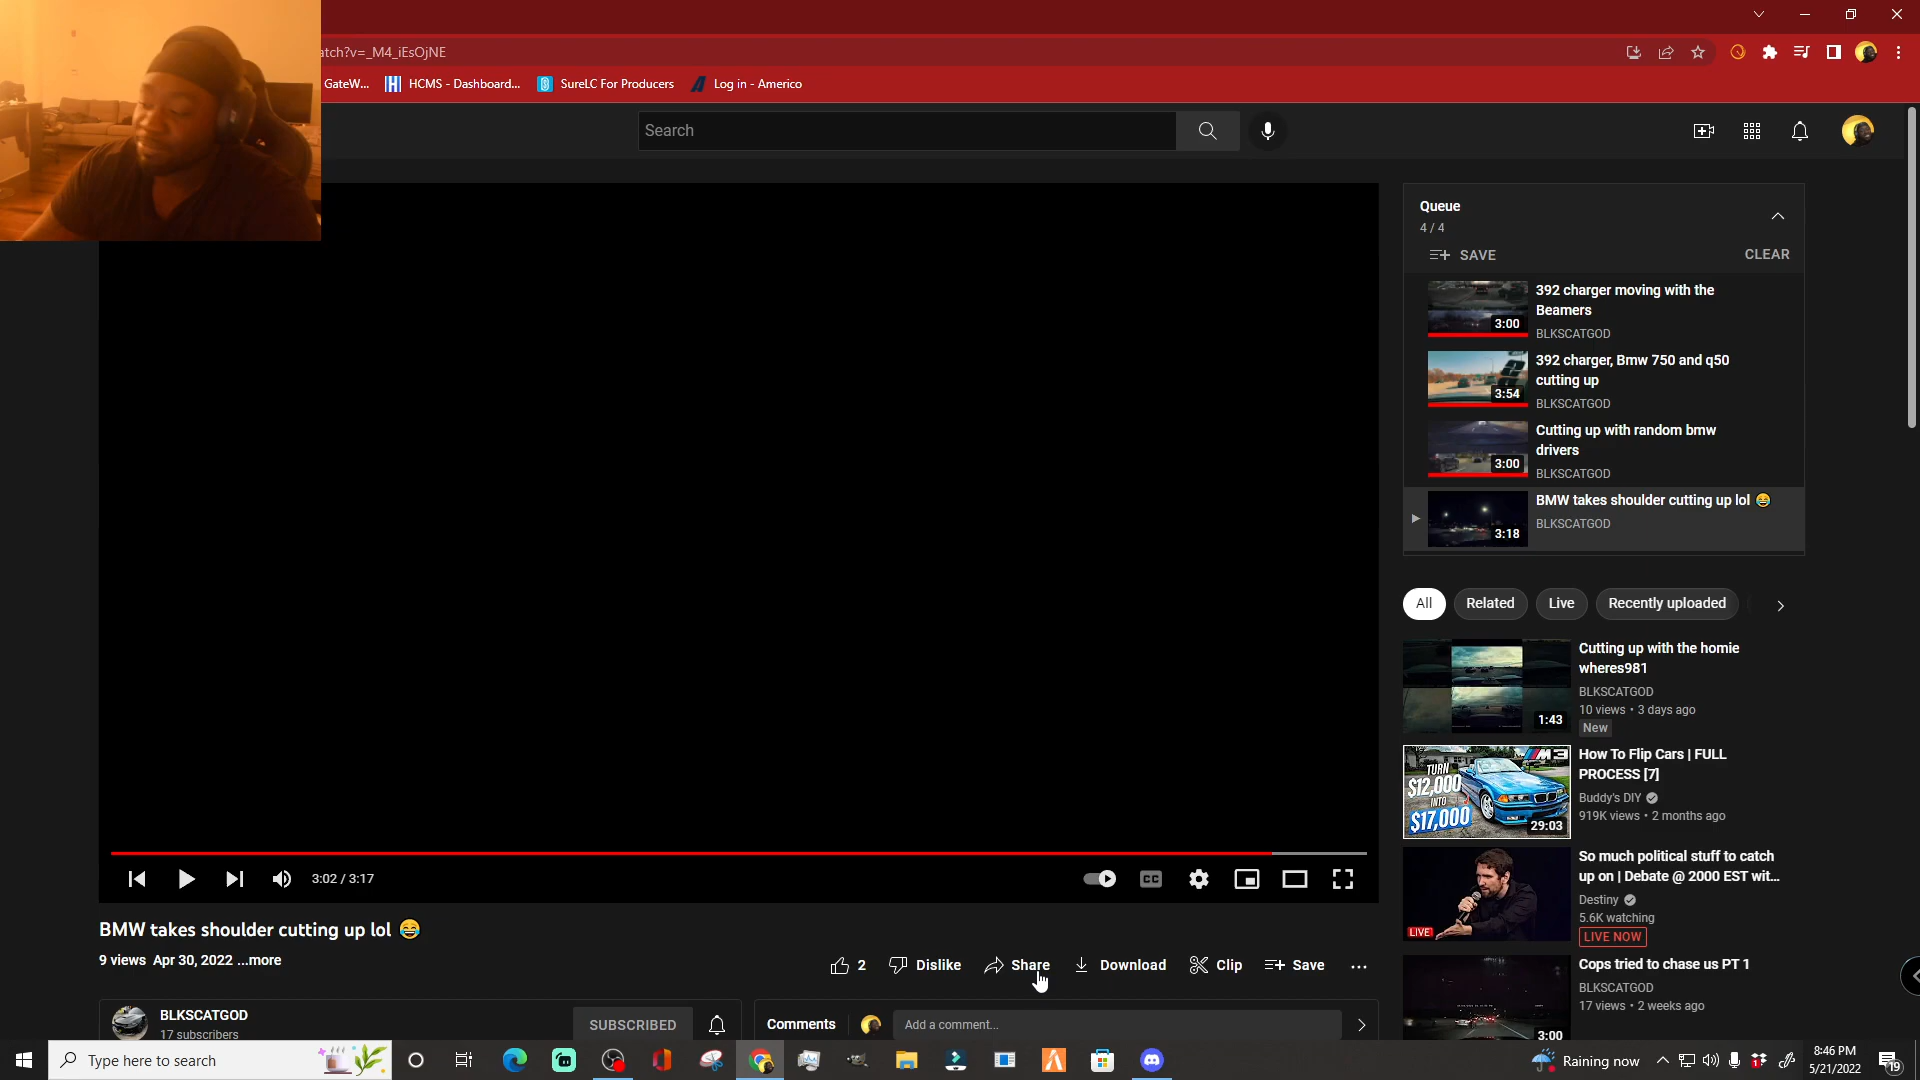 atch?v=_M4_iEsOjNE
GateW...
HCMS - Dashboard...
SureLC For Producers
Log in - Americo
Search
Queue
4 / 4
SAVE
CLEAR
392 charger moving with the
Beamers
BLKSCATGOD
3:00
392 charger, Bmw 750 and q50
cutting up
BLKSCATGOD
3:54
Cutting up with random bmw
drivers
BLKSCATGOD
3:00
BMW takes shoulder cutting up lol 😂
BLKSCATGOD
3:18
All
Related
Live
Recently uploaded
Cutting up with the homie
wheres981
BLKSCATGOD
10 views • 3 days ago
New
1:43
How To Flip Cars | FULL
PROCESS [7]
Buddy's DIY
919K views • 2 months ago
M3
TURN
$12,000
INTO
$17,000
29:03
So much political stuff to catch
up on | Debate @ 2000 EST wit...
Destiny
5.6K watching
LIVE NOW
LIVE
Cops tried to chase us PT 1
BLKSCATGOD
17 views • 2 weeks ago
3:00
3:02 / 3:17
CC
BMW takes shoulder cutting up lol 😂
9 views Apr 30, 2022 ...more
2
Dislike
Share
Download
Clip
Save
BLKSCATGOD
17 subscribers
SUBSCRIBED
Comments
Add a comment...
Type here to search
Raining now
8:46 PM
5/21/2022
19